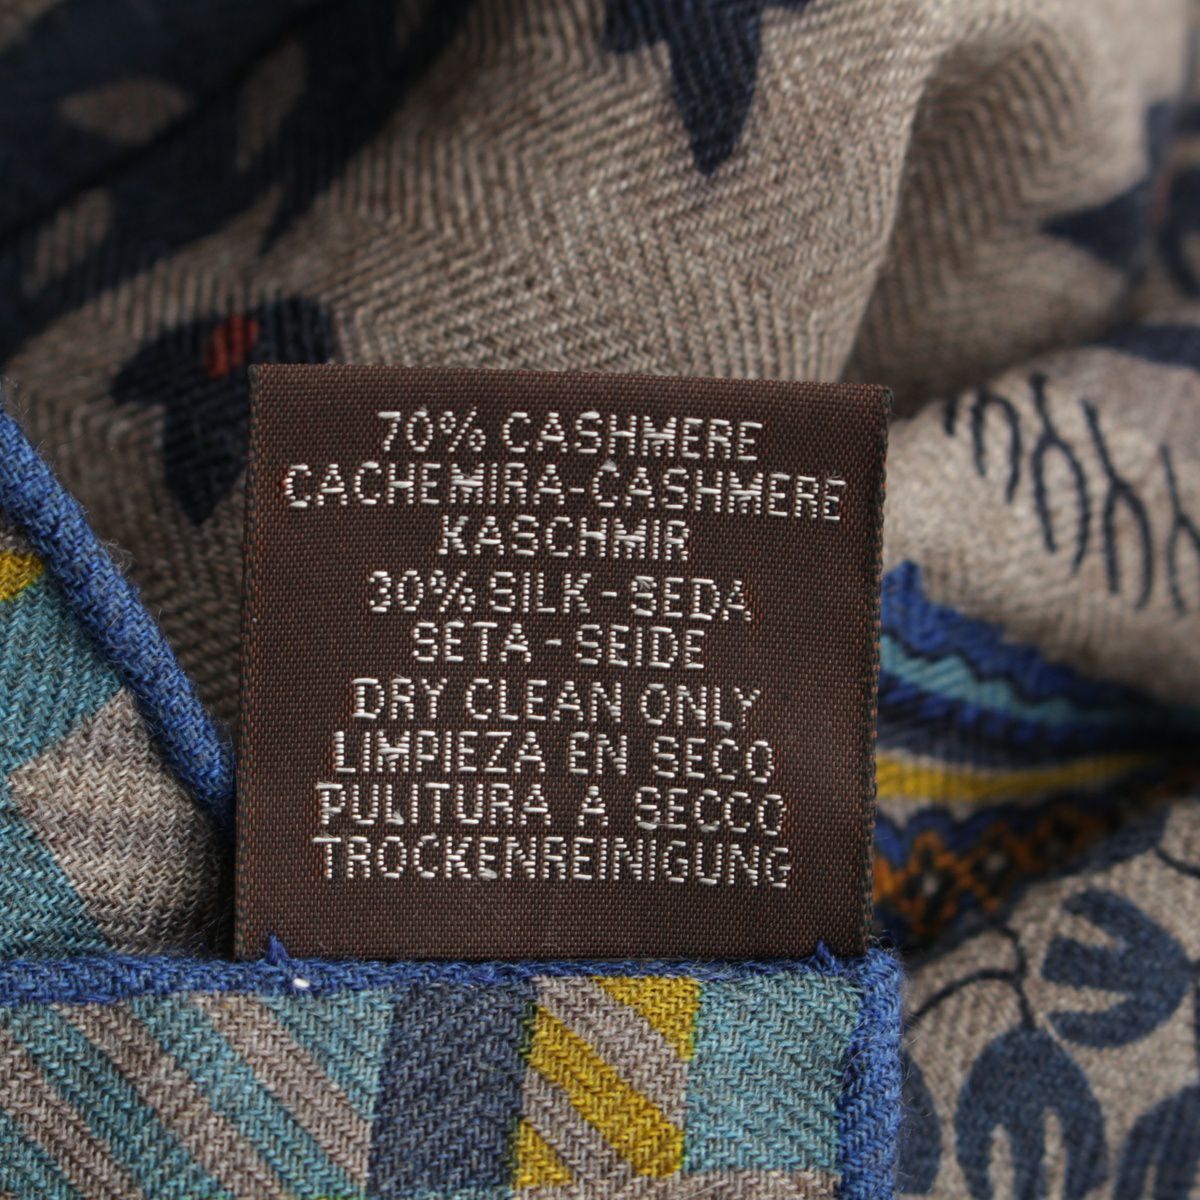 70% CASHMERE
CACHEMIRA-CASHMERE
KASCHMIR
30% SILK-SEDA
SETA-SEIDE
DRY CLEAN ONLY
LIMPIEZA EN SECO
PULITURA A SECCO
TROCKENREINIGUNG